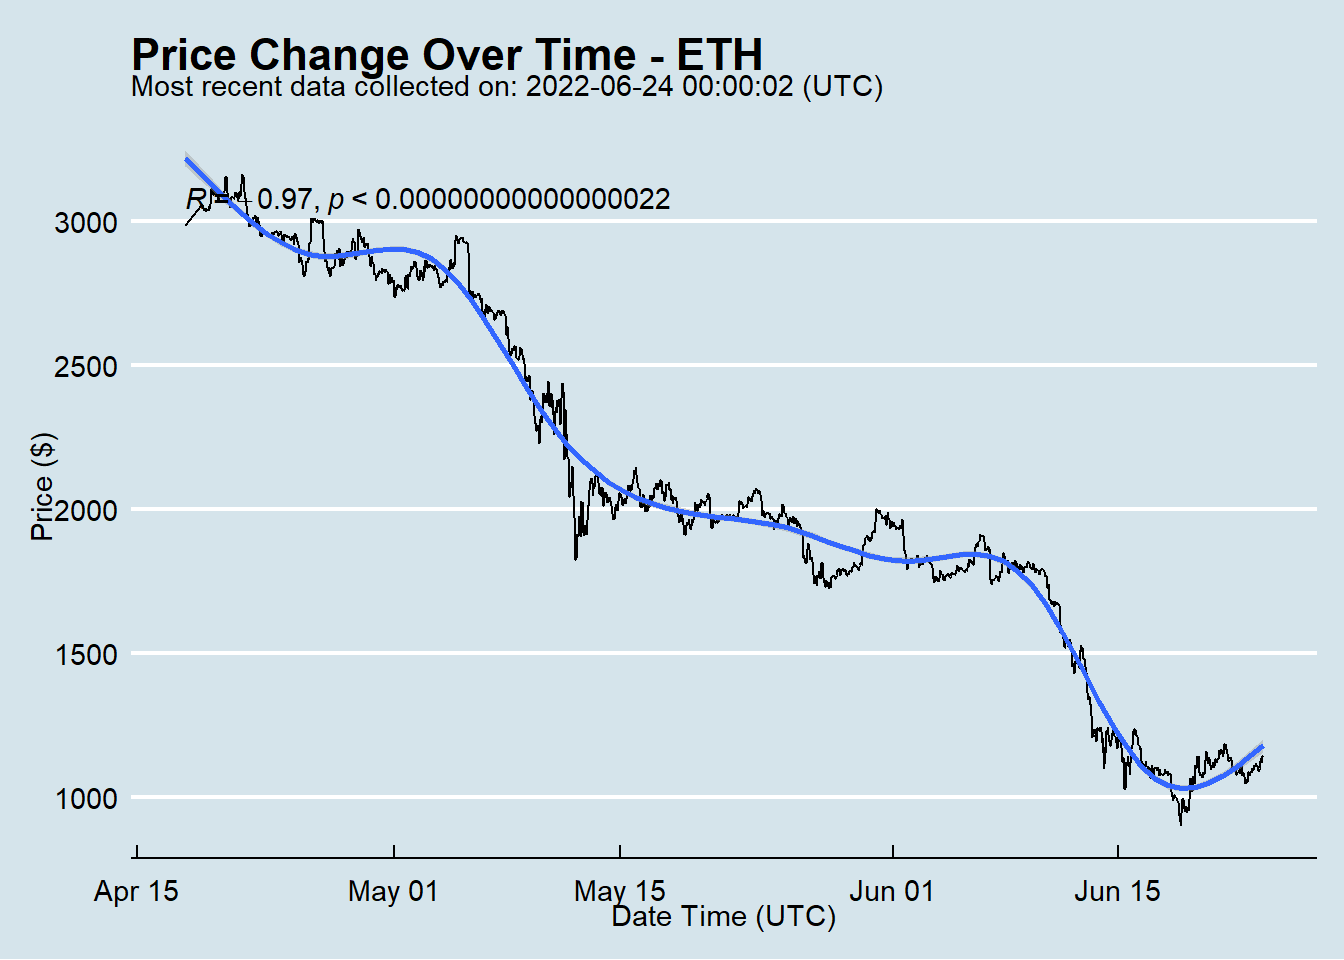 Price Change Over Time - ETH
Most recent data collected on: 2022-06-24 00:00:02 (UTC)
R = − 0.97, p < 0.00000000000000022
3000
2500
2000
1500
1000
Price ($)
Apr 15 May 01 May 15 Jun 01 Jun 15
Date Time (UTC)